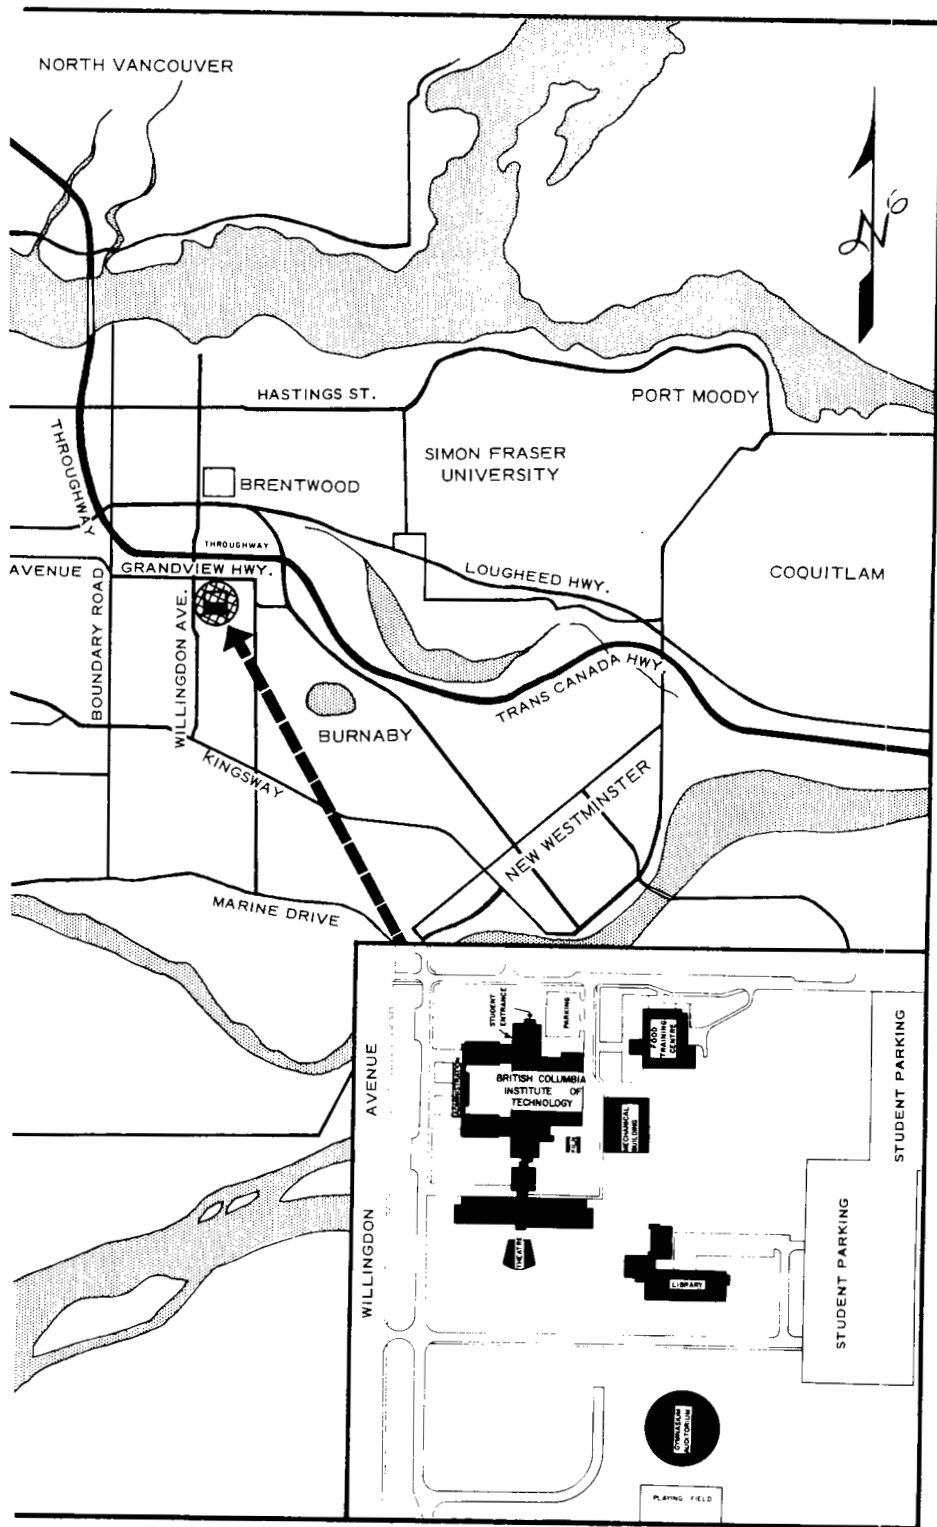 NORTH VANCOUVER
N
HASTINGS ST.
PORT MOODY
THROUGHWAY
SIMON FRASER
UNIVERSITY
BRENTWOOD
THROUGHWAY
AVENUE
GRANDVIEW HWY.
LOUGHEED HWY.
COQUITLAM
BOUNDARY ROAD
WILLINGDON AVE.
TRANS CANADA HWY.
BURNABY
KINGSWAY
NEW WESTMINSTER
MARINE DRIVE
WILLINGDON AVENUE
STUDENT
ENTRANCE
PARKING
FOOD
TRAINING
CENTRE
STUDENT PARKING
BRITISH COLUMBIA
INSTITUTE OF
TECHNOLOGY
MECHANICAL
BUILDING
THEATRE
LIBRARY
STUDENT PARKING
GYMNASIUM
AUDITORIUM
PLAYING FIELD